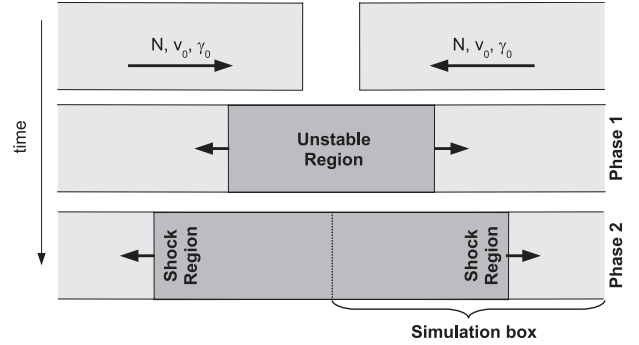 N, v₀, γ₀
N, v₀, γ₀
time
Unstable
Region
Phase 1
Shock
Region
Shock
Region
Phase 2
Simulation box